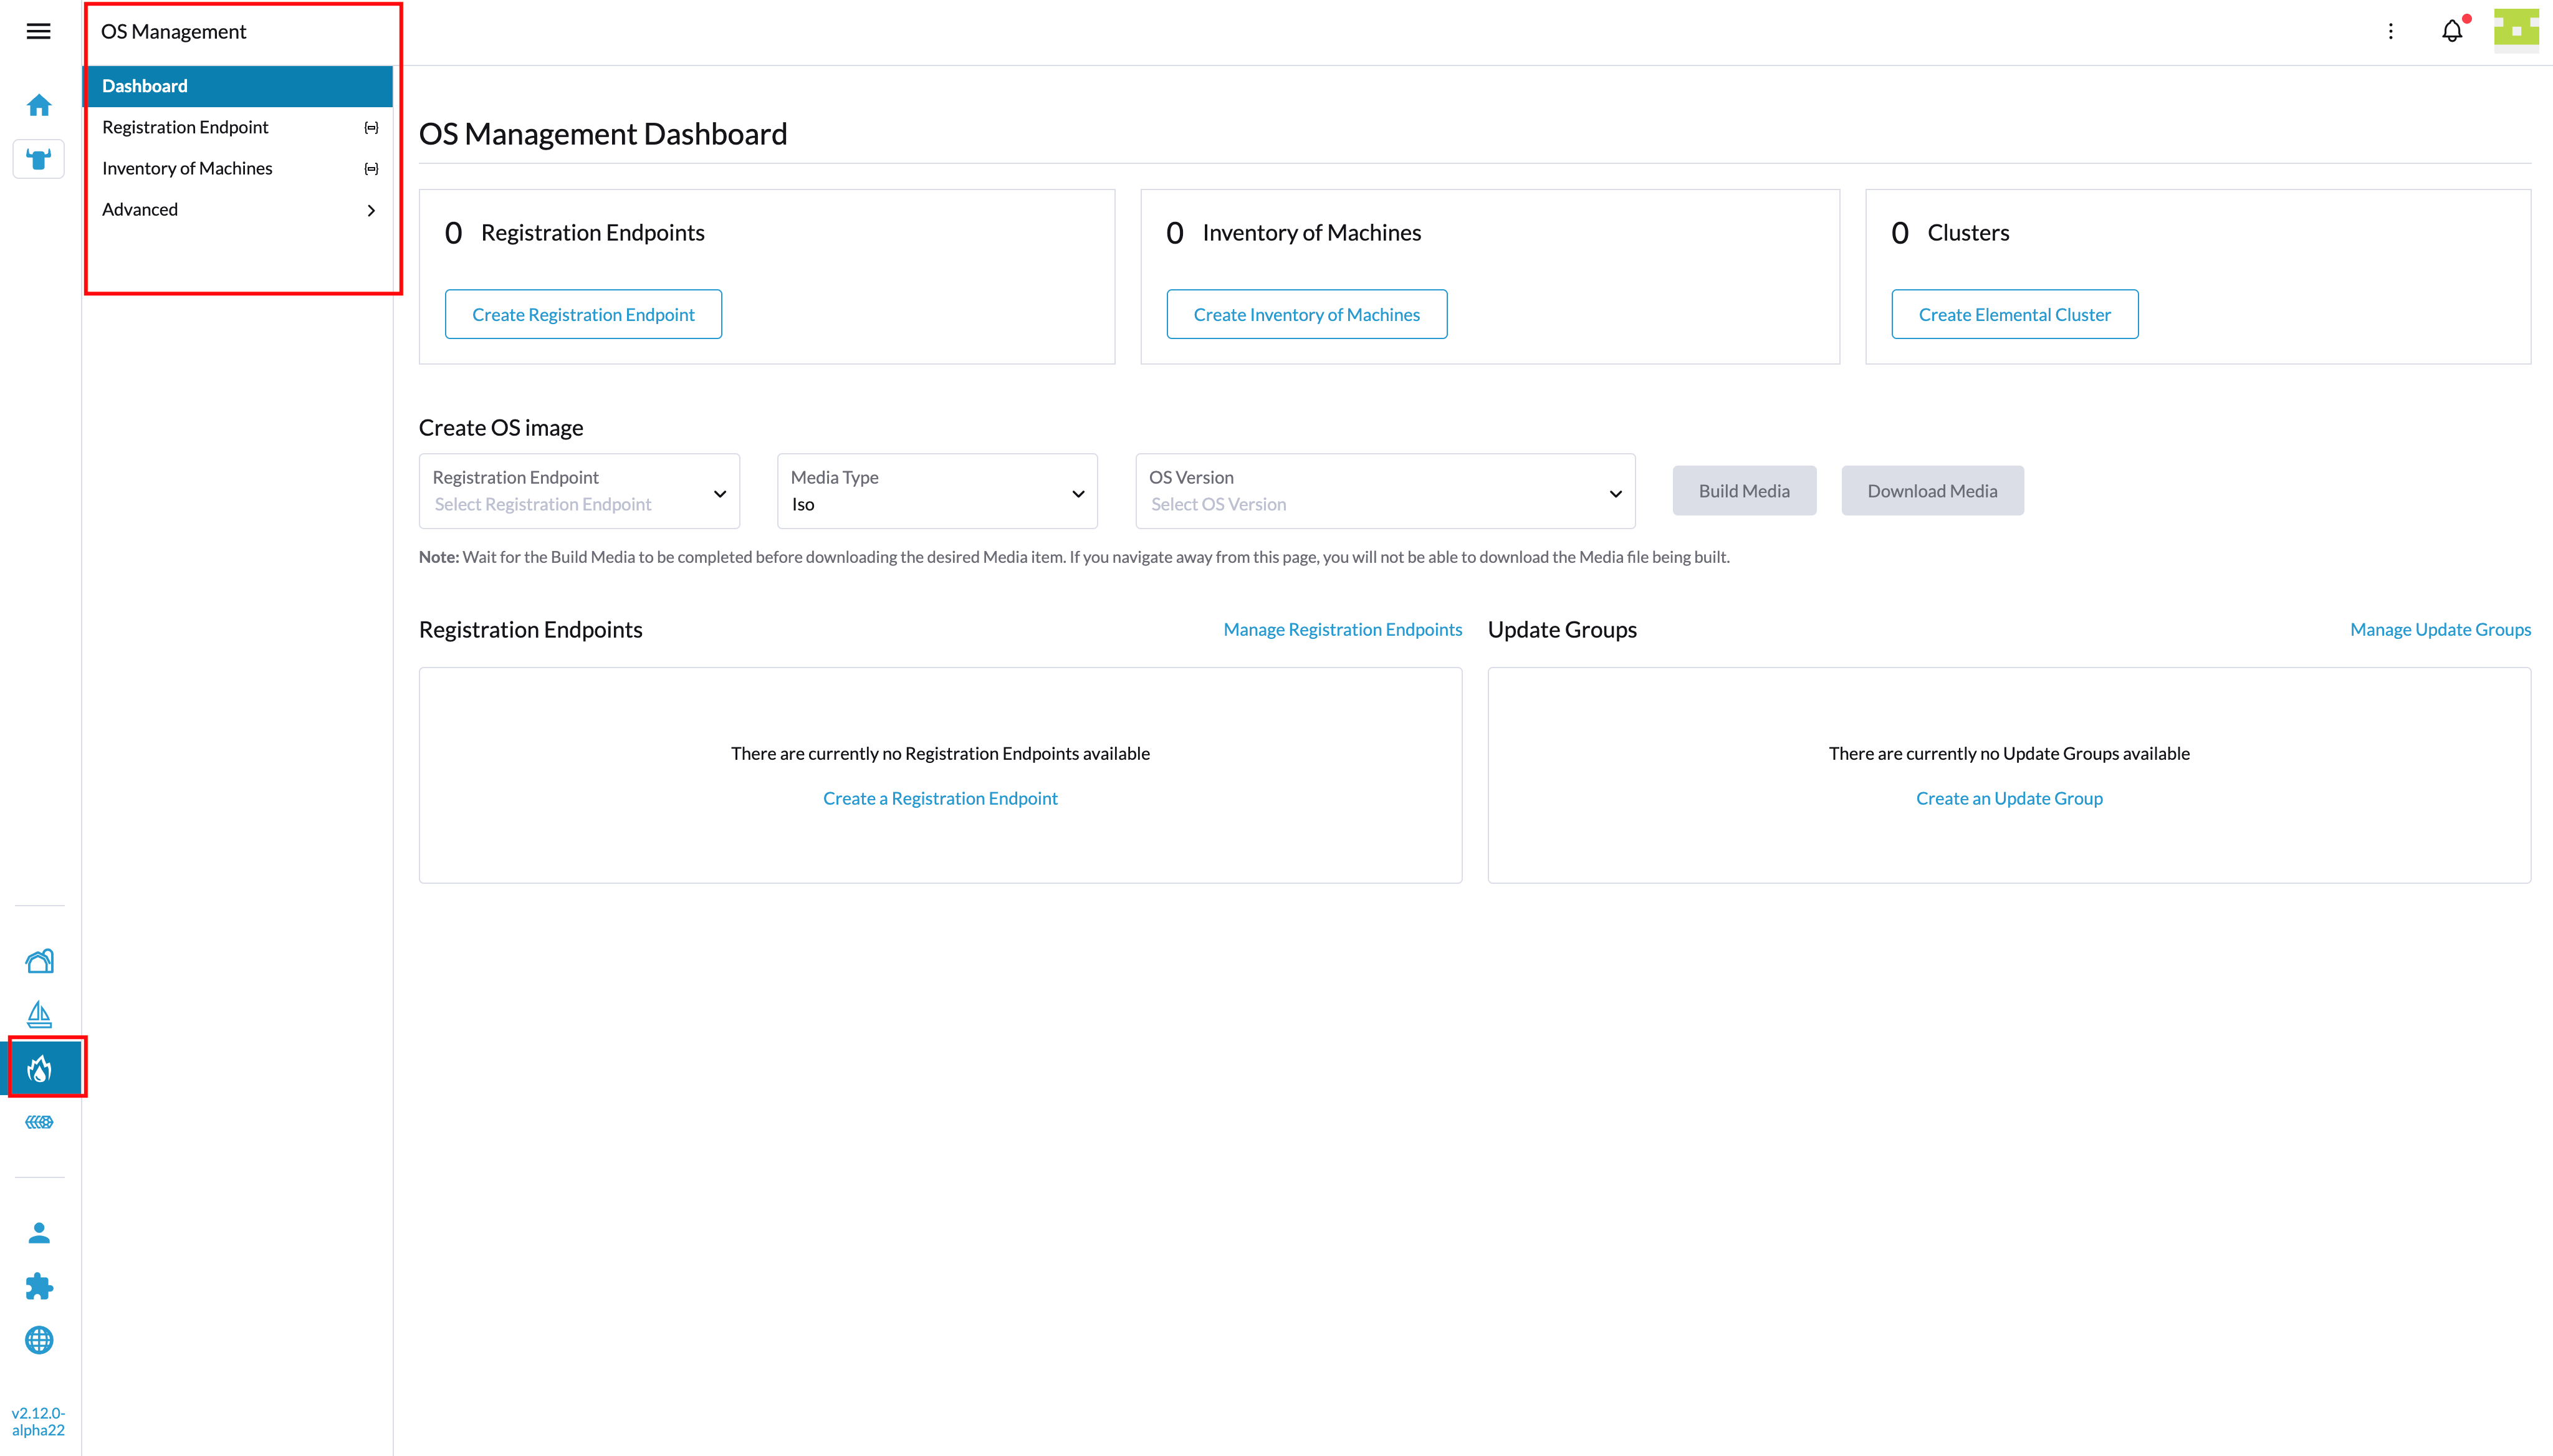 OS Management
Dashboard
Registration Endpoint
Inventory of Machines
Advanced
OS Management Dashboard
0 Registration Endpoints
Create Registration Endpoint
0 Inventory of Machines
Create Inventory of Machines
0 Clusters
Create Elemental Cluster
Create OS image
Registration Endpoint
Select Registration Endpoint
Media Type
Iso
OS Version
Select OS Version
Build Media
Download Media
Note: Wait for the Build Media to be completed before downloading the desired Media item. If you navigate away from this page, you will not be able to download the Media file being built.
Registration Endpoints
Manage Registration Endpoints
There are currently no Registration Endpoints available
Create a Registration Endpoint
Update Groups
Manage Update Groups
There are currently no Update Groups available
Create an Update Group
v2.12.0-
alpha22